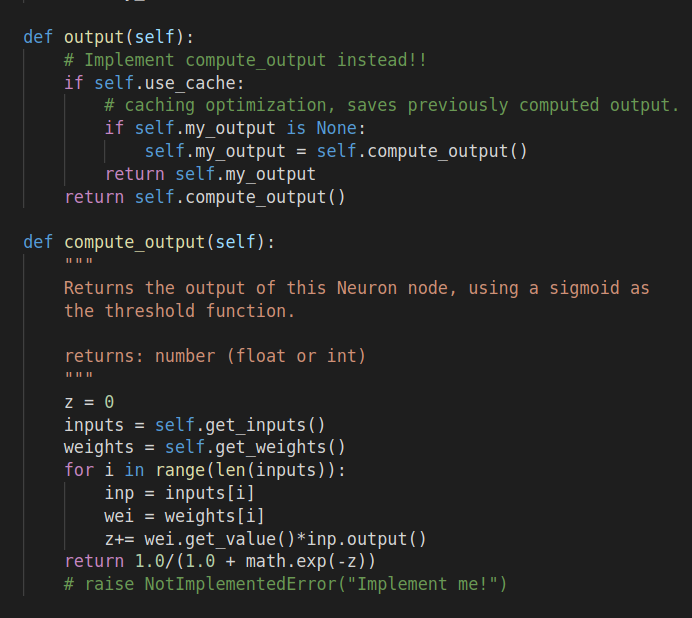 def output(self):
    # Implement compute_output instead!!
    if self.use_cache:
        # caching optimization, saves previously computed output.
        if self.my_output is None:
            self.my_output = self.compute_output()
        return self.my_output
    return self.compute_output()

def compute_output(self):
    """
    Returns the output of this Neuron node, using a sigmoid as
    the threshold function.

    returns: number (float or int)
    """
    z = 0
    inputs = self.get_inputs()
    weights = self.get_weights()
    for i in range(len(inputs)):
        inp = inputs[i]
        wei = weights[i]
        z+= wei.get_value()*inp.output()
    return 1.0/(1.0 + math.exp(-z))
    # raise NotImplementedError("Implement me!")